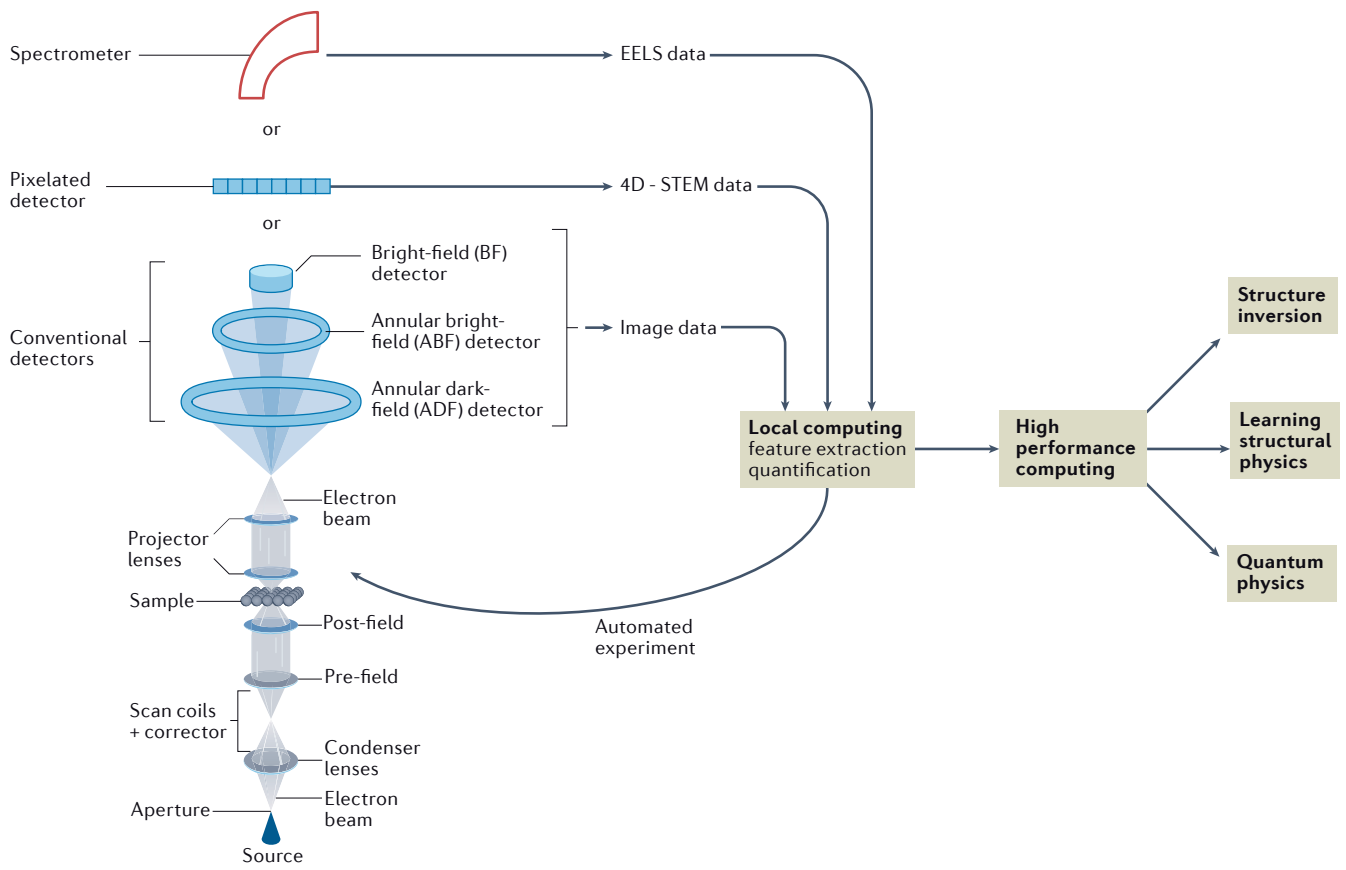 Spectrometer
EELS data
or
Pixelated
detector
4D - STEM data
or
Conventional
detectors
Bright-field (BF)
detector
Annular bright-
field (ABF) detector
Annular dark-
field (ADF) detector
Image data
Local computing
feature extraction
quantification
High
performance
computing
Structure
inversion
Learning
structural
physics
Quantum
physics
Electron
beam
Projector
lenses
Sample
Post-field
Automated
experiment
Pre-field
Scan coils
+ corrector
Condenser
lenses
Electron
beam
Aperture
Source